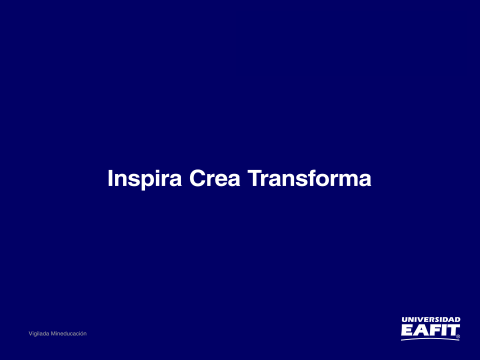 Inspira Crea Transforma
Vigilada Mineducación
UNIVERSIDAD
EAFIT®